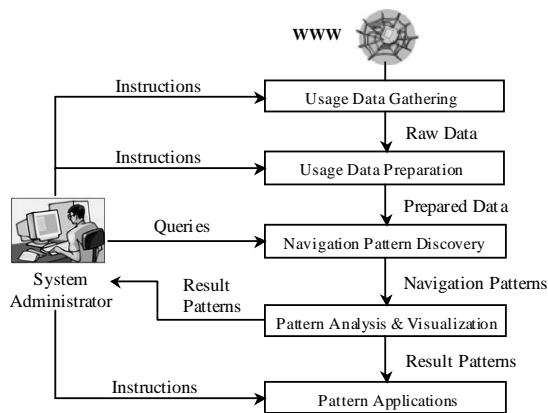 WWW
Instructions
Usage Data Gathering
Raw Data
Instructions
Usage Data Preparation
Prepared Data
Queries
Navigation Pattern Discovery
System
Administrator
Result
Patterns
Navigation Patterns
Pattern Analysis & Visualization
Result Patterns
Instructions
Pattern Applications